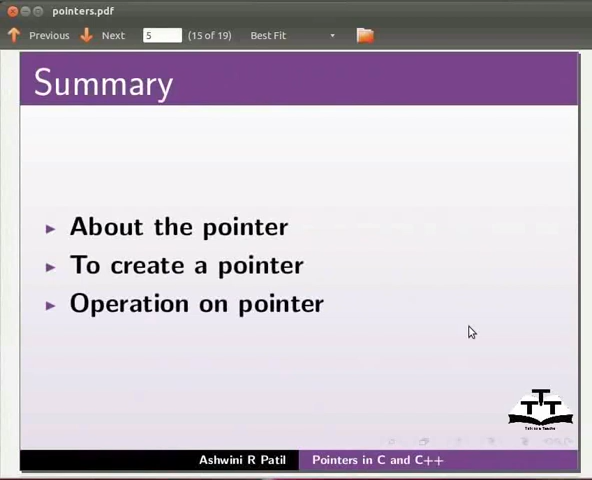 pointers.pdf
Previous Next 5 (15 of 19) Best Fit
Summary
About the pointer
To create a pointer
Operation on pointer
TTT
Ashwini R Patil Pointers in C and C++